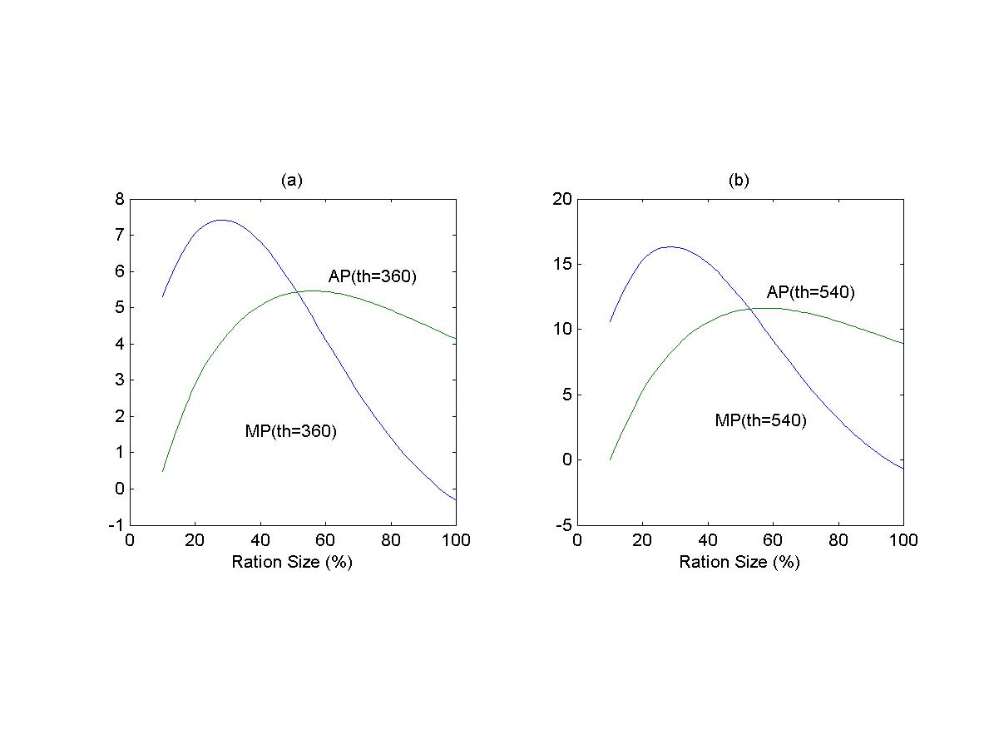 (a)
8
7
6
5
4
3
2
1
0
-1
AP(th=360)
MP(th=360)
0 20 40 60 80 100
Ration Size (%)
(b)
20
15
10
5
0
-5
AP(th=540)
MP(th=540)
0 20 40 60 80 100
Ration Size (%)